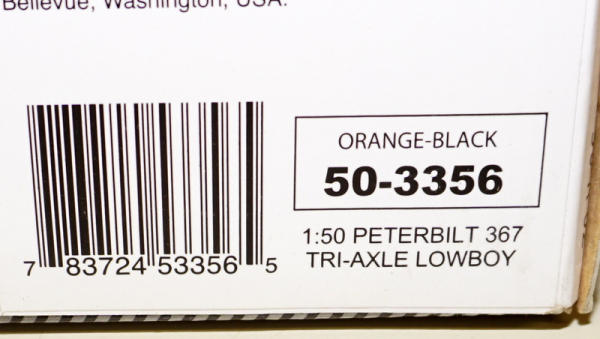 Bellevue, Washington, USA.
ORANGE-BLACK
50-3356
1:50 PETERBILT 367
TRI-AXLE LOWBOY
7 83724 53356 5